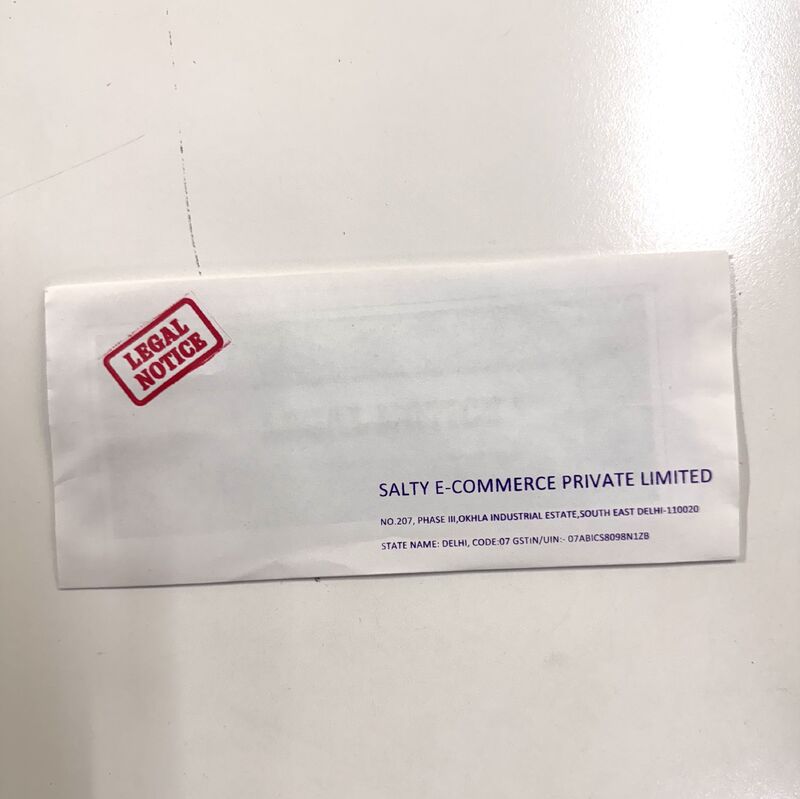 LEGAL
NOTICE
SALTY E-COMMERCE PRIVATE LIMITED
NO.207, PHASE III,OKHLA INDUSTRIAL ESTATE,SOUTH EAST DELHI-110020
STATE NAME: DELHI, CODE:07 GSTIN/UIN:- 07ABICS8098N1ZB